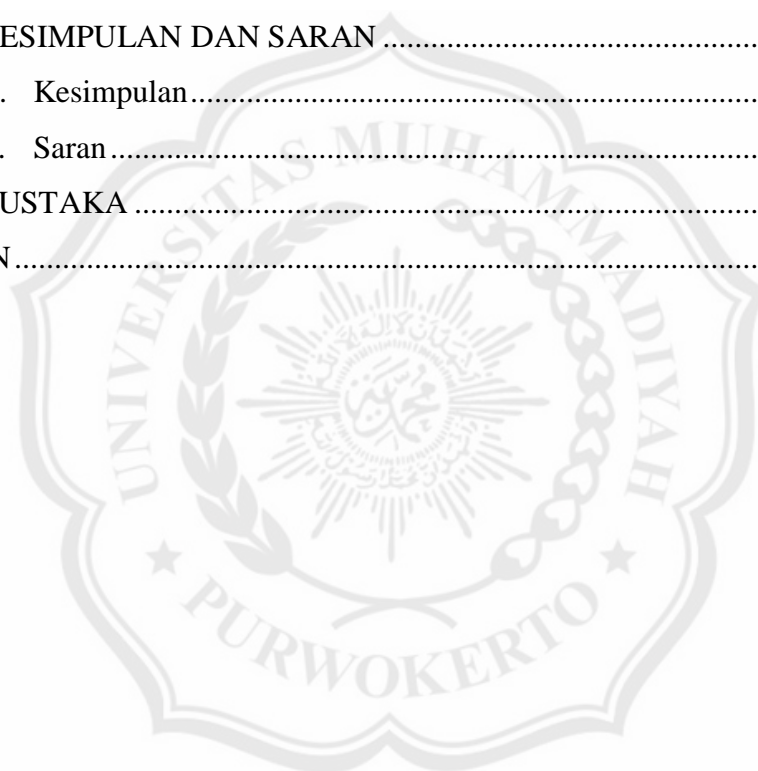 ESIMPULAN DAN SARAN ................................................
. Kesimpulan........................................................................
. Saran..................................................................................
USTAKA ...............................................................................
N..............................................................................................
UNIVERSITAS MUHAMMADIYAH
PURWOKERTO